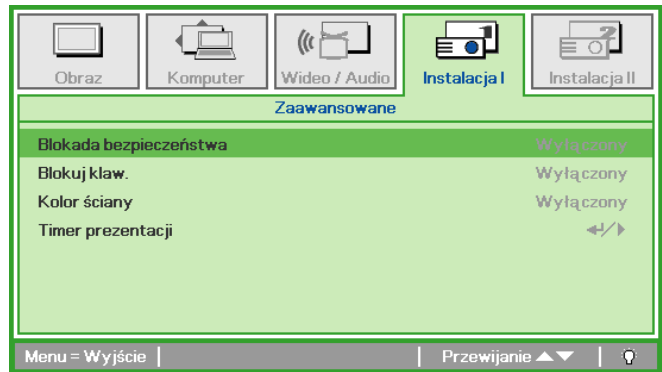 Obraz
Komputer
Wideo / Audio
Instalacja I
Instalacja II
Zaawansowane
Blokada bezpieczeństwa Wyłączony
Blokuj klaw. Wyłączony
Kolor ściany Wyłączony
Timer prezentacji
Menu = Wyjście
Przewijanie